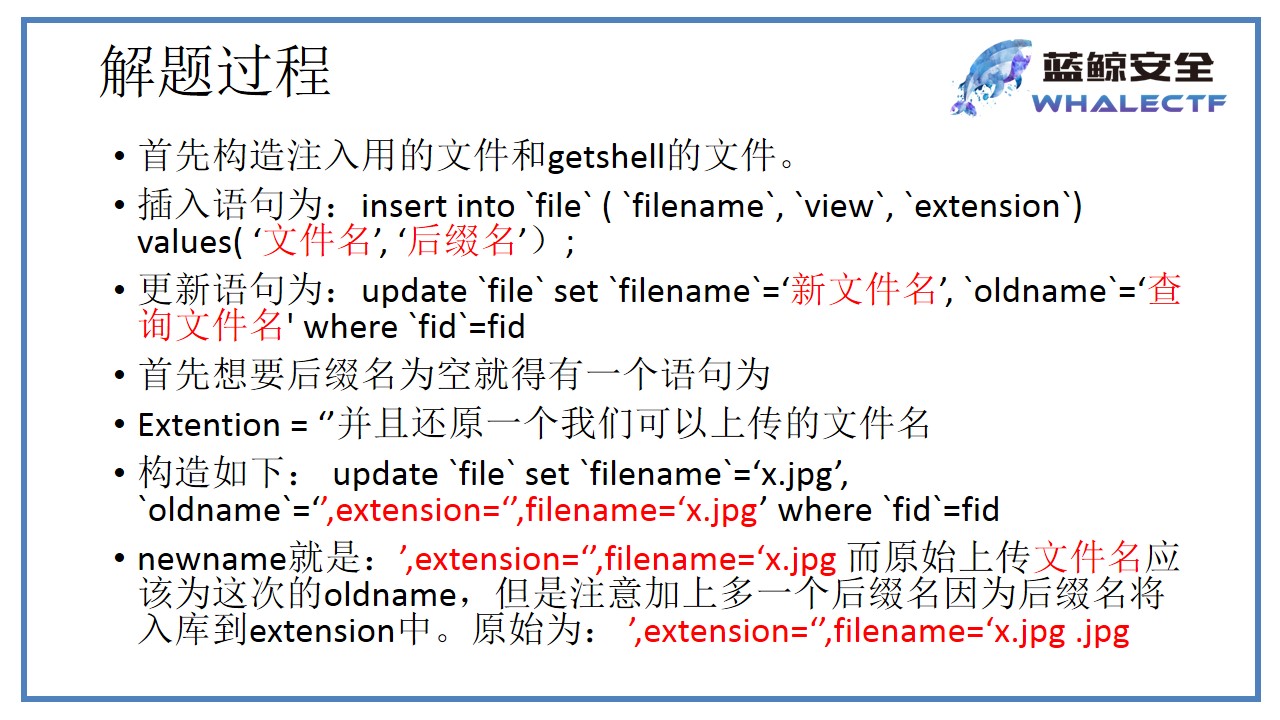 解题过程
蓝鲸安全
WHALECTF
• 首先构造注入用的文件和getshell的文件。
• 插入语句为：insert into `file` ( `filename`, `view`, `extension`)
values( ‘文件名’, ‘后缀名’）;
• 更新语句为：update `file` set `filename`=‘新文件名’, `oldname`=‘查
询文件名' where `fid`=fid
• 首先想要后缀名为空就得有一个语句为
• Extention = ‘’并且还原一个我们可以上传的文件名
• 构造如下： update `file` set `filename`=‘x.jpg’,
`oldname`=‘’,extension=‘’,filename=‘x.jpg’ where `fid`=fid
• newname就是：’,extension=‘’,filename=‘x.jpg 而原始上传文件名应
该为这次的oldname，但是注意加上多一个后缀名因为后缀名将
入库到extension中。原始为： ’,extension=‘’,filename=‘x.jpg .jpg